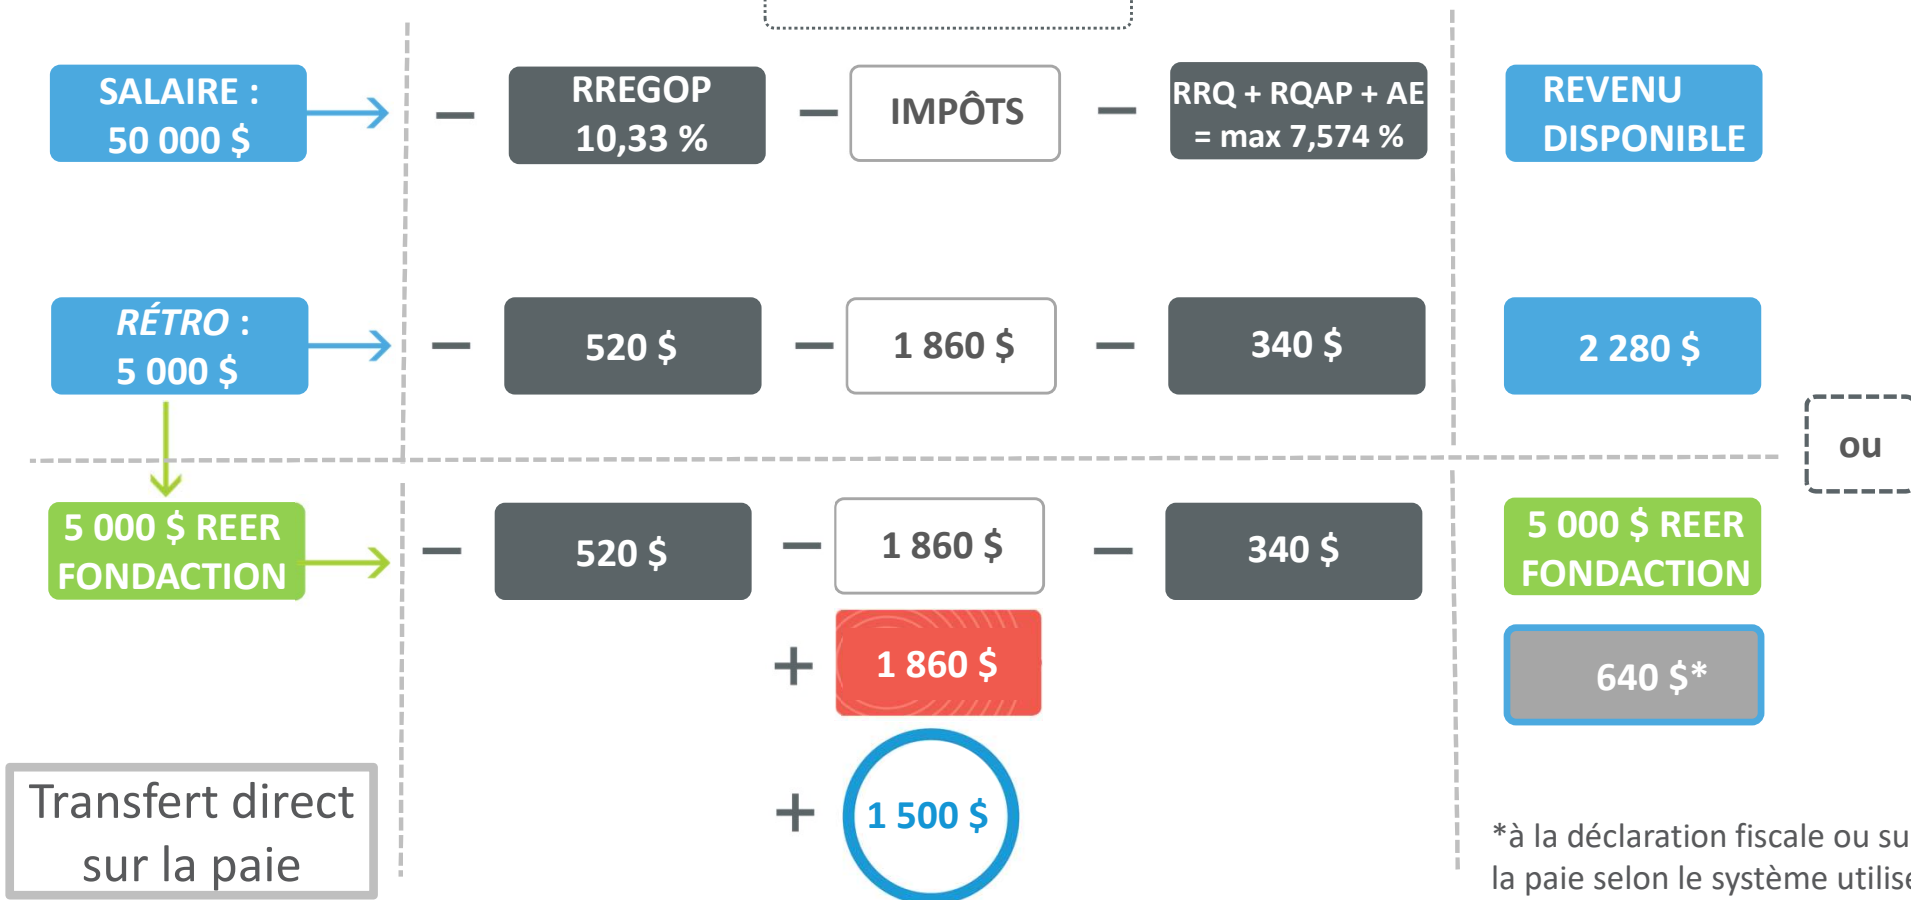 SALAIRE :
50 000 $
— RREGOP
10,33 %
— IMPÔTS
— RRQ + RQAP + AE
= max 7,574 %
REVENU
DISPONIBLE
RÉTRO :
5 000 $
— 520 $ — 1 860 $ — 340 $
2 280 $
ou
5 000 $ REER
FONDACTION
— 520 $ — 1 860 $ — 340 $
5 000 $ REER
FONDACTION
+ 1 860 $
640 $*
+ 1 500 $
Transfert direct
sur la paie
*à la déclaration fiscale ou su
la paie selon le système utilis